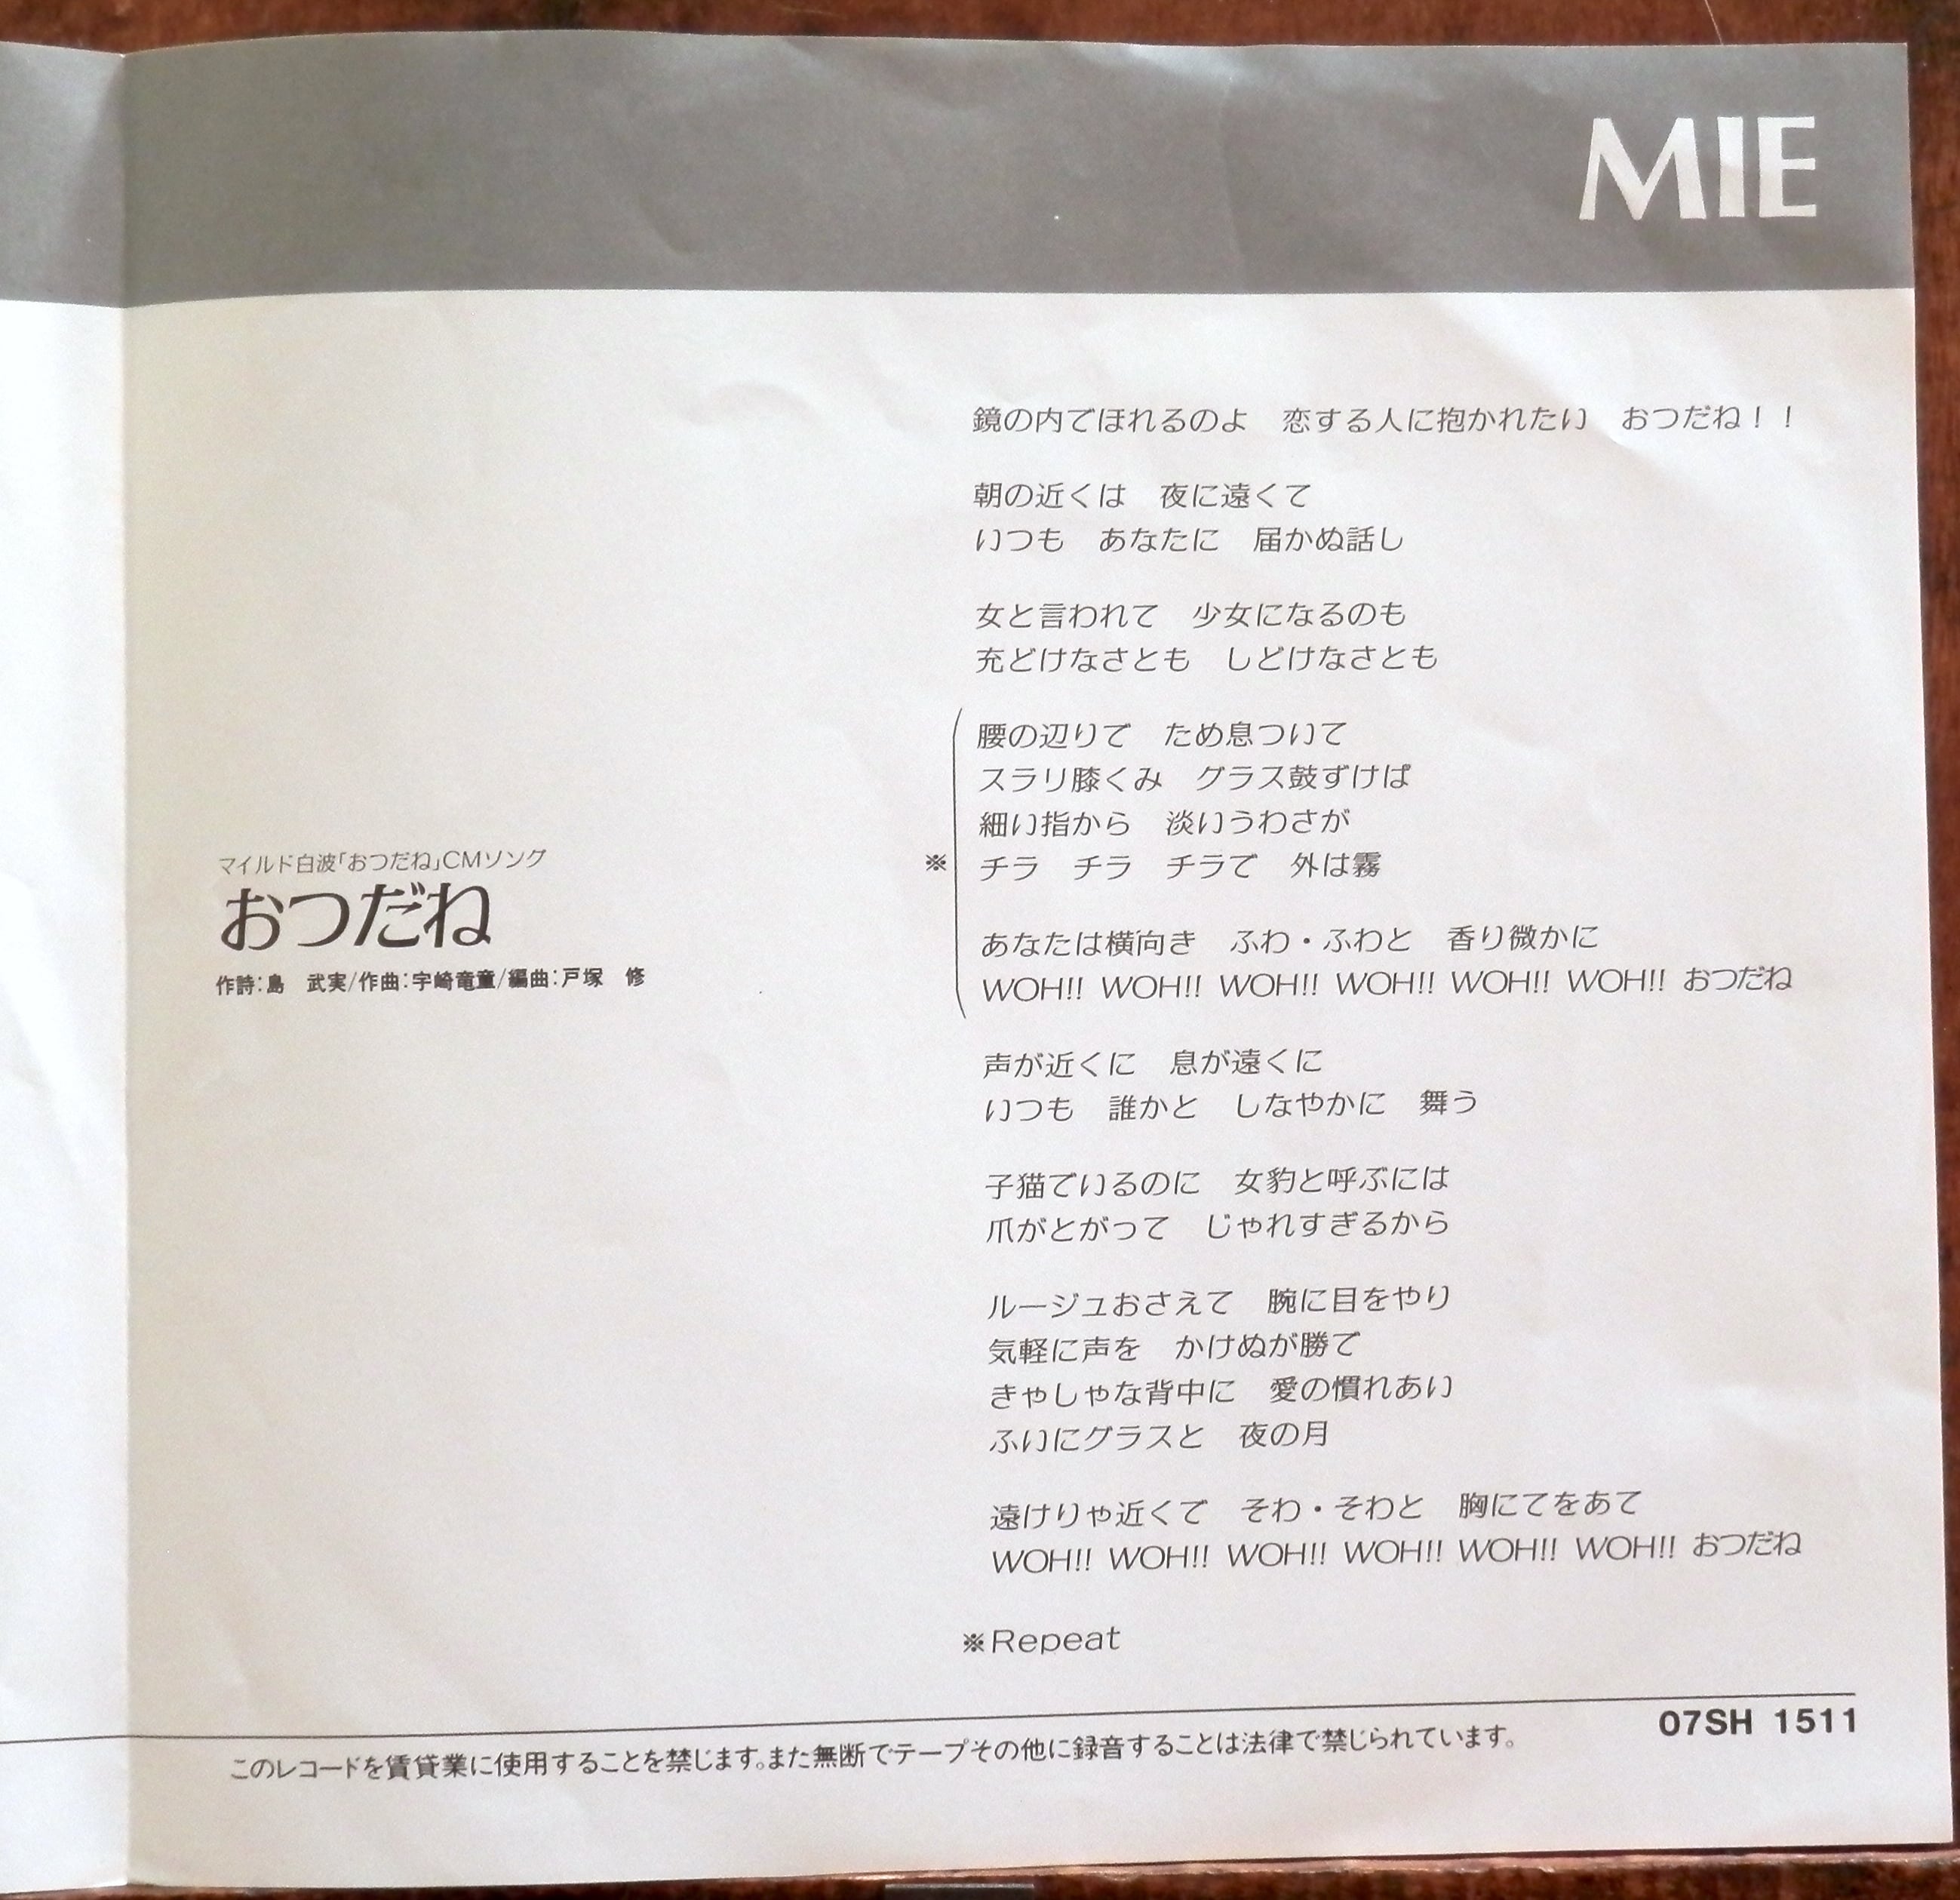 MIE
マイルド白波「おつだね」CMソング
おつだね
作詩：島　武実/作曲：宇崎竜童/編曲：戸塚　修
鏡の内でほれるのよ　恋する人に抱かれたい　おつだね！！
朝の近くは　夜に遠くて
いつも　あなたに　届かぬ話し
女と言われて　少女になるのも
充どけなさとも　しどけなさとも
腰の辺りで　ため息ついて
スラリ膝くみ　グラス鼓ずけば
細い指から　淡いうわさが
※ チラ　チラ　チラで　外は霧
あなたは横向き　ふわ・ふわと　香り微かに
WOH!! WOH!! WOH!! WOH!! WOH!! WOH!! おつだね
声が近くに　息が遠くに
いつも　誰かと　しなやかに　舞う
子猫でいるのに　女豹と呼ぶには
爪がとがって　じゃれすぎるから
ルージュおさえて　腕に目をやり
気軽に声を　かけぬが勝で
きゃしゃな背中に　愛の慣れあい
ふいにグラスと　夜の月
遠けりゃ近くで　そわ・そわと　胸にてをあて
WOH!! WOH!! WOH!! WOH!! WOH!! WOH!! おつだね
※Repeat
07SH 1511
このレコードを賃貸業に使用することを禁じます。また無断でテープその他に録音することは法律で禁じられています。